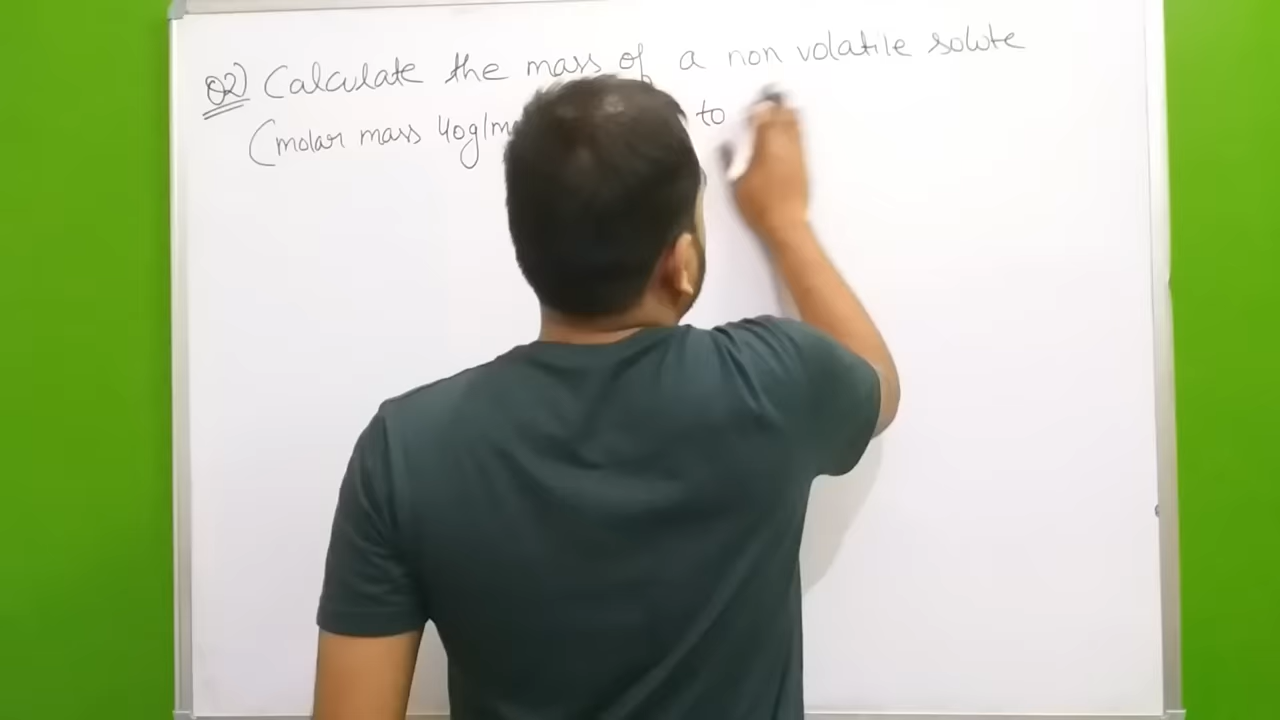 Q2) Calculate the mass of a non volatile solute
(molar mass 40g/m to